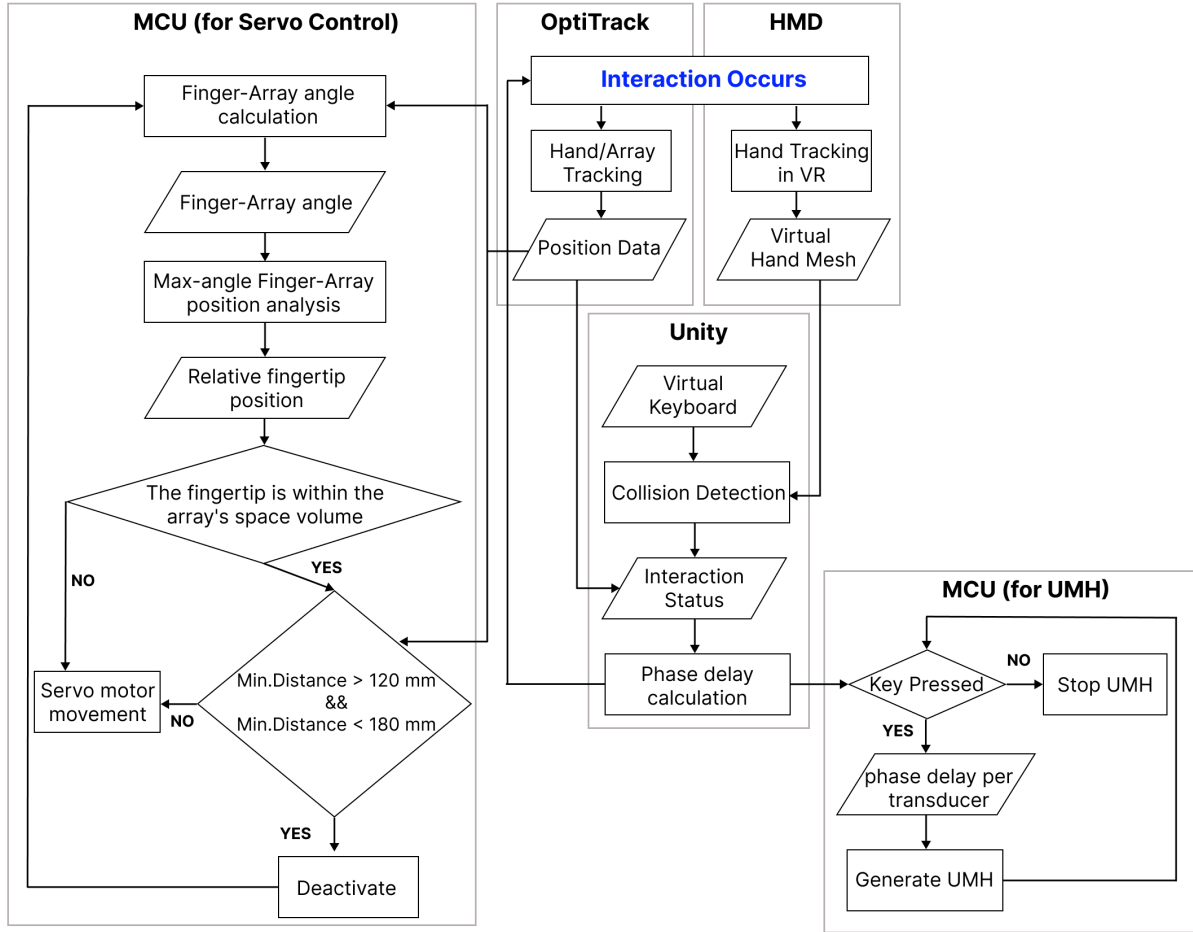 MCU (for Servo Control)
Finger-Array angle
calculation
Finger-Array angle
Max-angle Finger-Array
position analysis
Relative fingertip
position
The fingertip is within the
array's space volume
NO
YES
Min.Distance > 120 mm
&&
Min.Distance < 180 mm
Servo motor
movement
NO
YES
Deactivate
OptiTrack
HMD
Interaction Occurs
Hand/Array
Tracking
Hand Tracking
in VR
Position Data
Virtual
Hand Mesh
Unity
Virtual
Keyboard
Collision Detection
Interaction
Status
Phase delay
calculation
MCU (for UMH)
Key Pressed
NO
Stop UMH
YES
phase delay per
transducer
Generate UMH